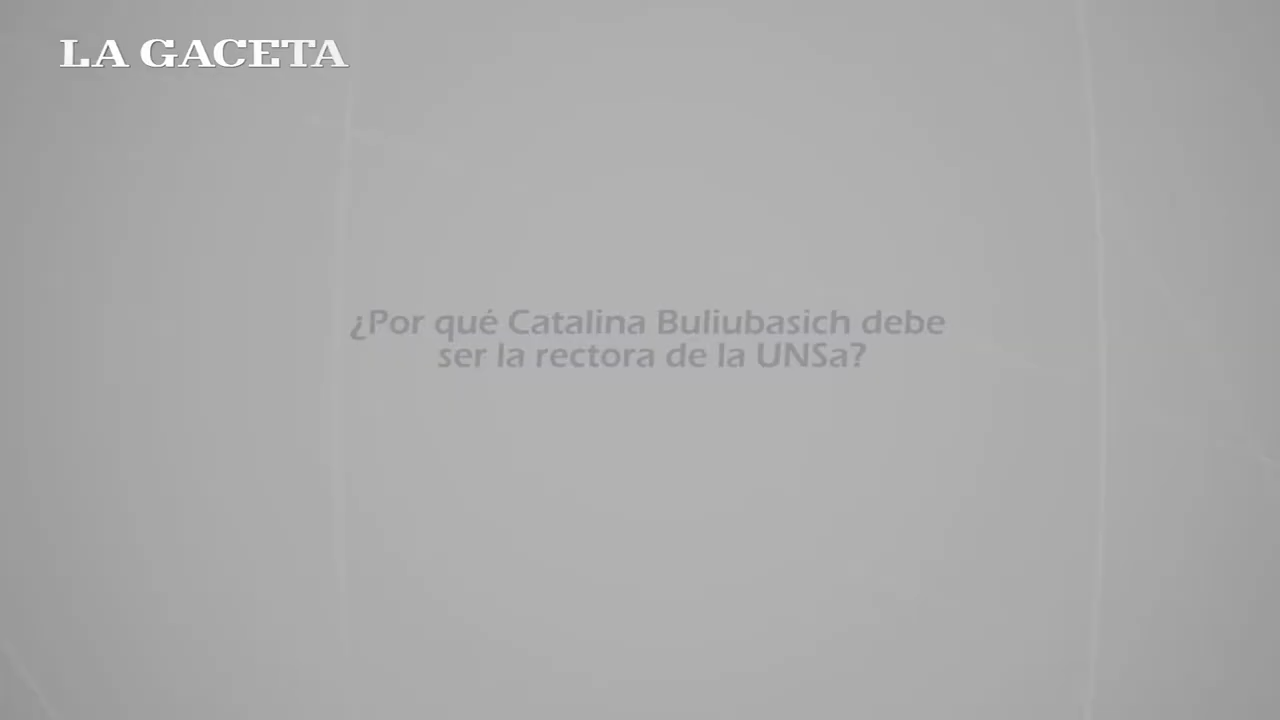 LA GACETA
¿Por qué Catalina Buliubasich debe
ser la rectora de la UNSa?